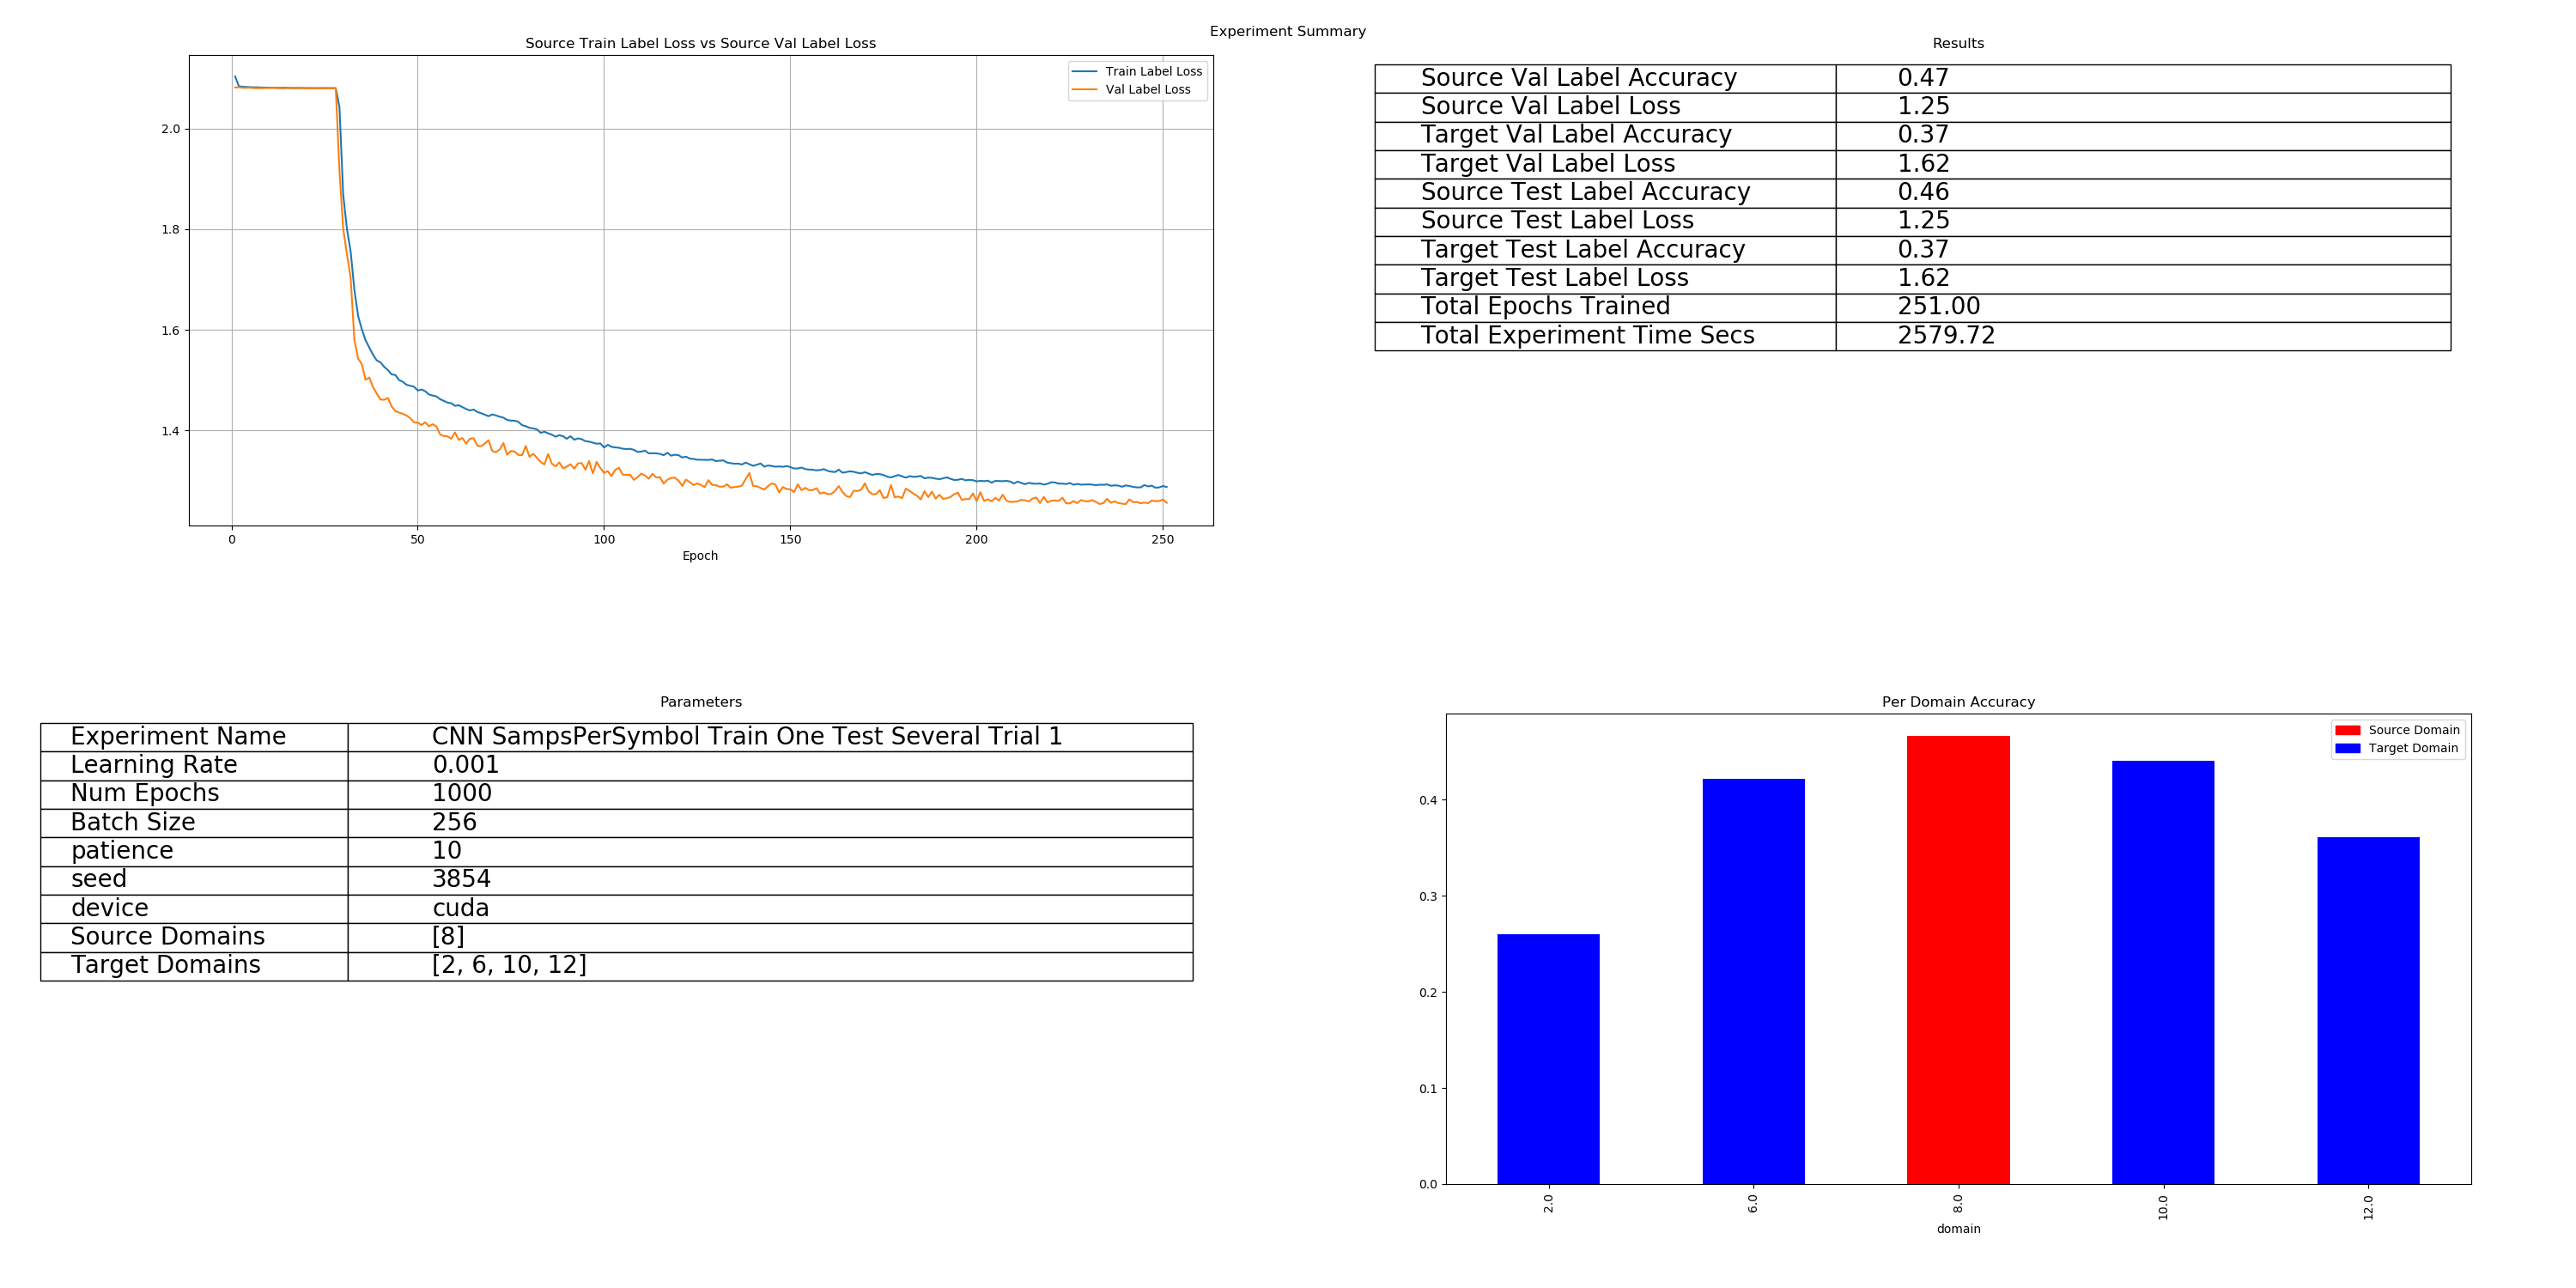 Experiment Summary
Source Train Label Loss vs Source Val Label Loss
Train Label Loss
Val Label Loss
2.0
1.8
1.6
1.4
0 50 100 150 200 250
Epoch
Results
Source Val Label Accuracy 0.47
Source Val Label Loss 1.25
Target Val Label Accuracy 0.37
Target Val Label Loss 1.62
Source Test Label Accuracy 0.46
Source Test Label Loss 1.25
Target Test Label Accuracy 0.37
Target Test Label Loss 1.62
Total Epochs Trained 251.00
Total Experiment Time Secs 2579.72
Parameters
Experiment Name CNN SampsPerSymbol Train One Test Several Trial 1
Learning Rate 0.001
Num Epochs 1000
Batch Size 256
patience 10
seed 3854
device cuda
Source Domains [8]
Target Domains [2, 6, 10, 12]
Per Domain Accuracy
Source Domain
Target Domain
0.4
0.3
0.2
0.1
0.0
2.0 6.0 8.0 10.0 12.0
domain